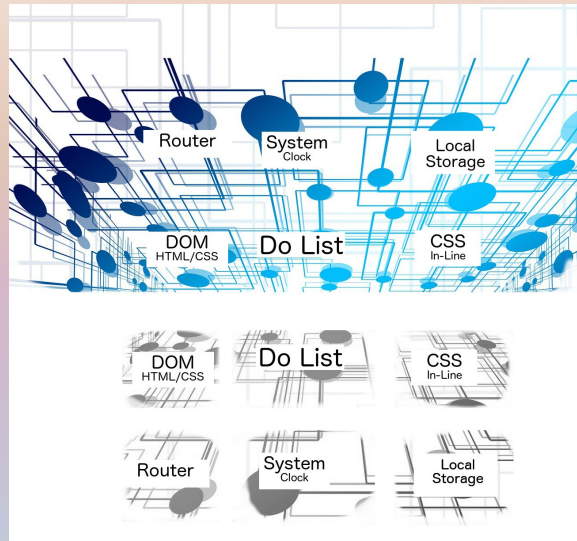 Router
System
Clock
Local
Storage
DOM
HTML/CSS
Do List
CSS
In-Line
DOM
HTML/CSS
Do List
CSS
In-Line
Router
System
Clock
Local
Storage